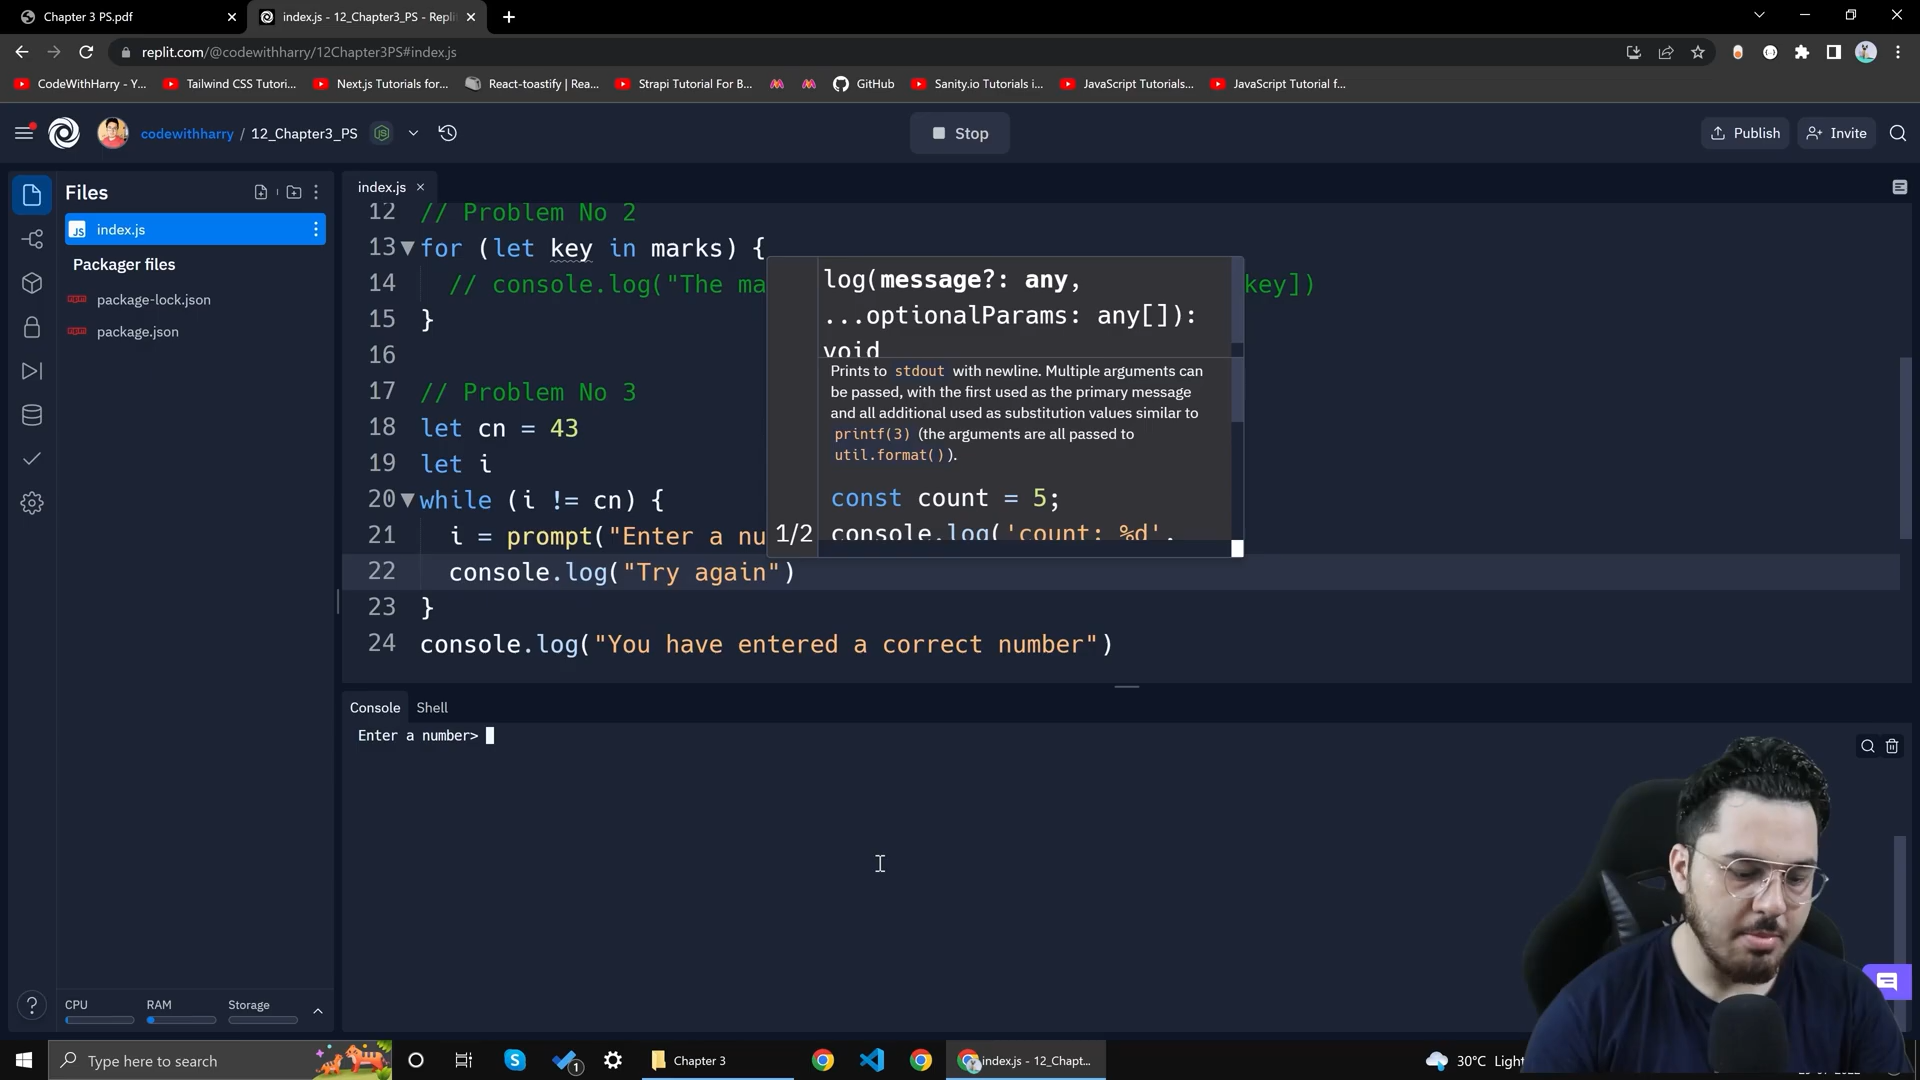 Chapter 3 PS.pdf
index.js - 12_Chapter3_PS - Repli
replit.com/@codewithharry/12Chapter3PS#index.js
CodeWithHarry - Y... Tailwind CSS Tutori... Next.js Tutorials for... React-toastify | Rea... Strapi Tutorial For B... GitHub Sanity.io Tutorials i... JavaScript Tutorials... JavaScript Tutorial f...
codewithharry / 12_Chapter3_PS
Stop
Publish
Invite
Files
index.js
Packager files
package-lock.json
package.json
index.js
12 // Problem No 2
13 for (let key in marks) {
14 // console.log("The ma key])
15 }
16
17 // Problem No 3
18 let cn = 43
19 let i
20 while (i != cn) {
21 i = prompt("Enter a nu
22 console.log("Try again")
23 }
24 console.log("You have entered a correct number")
log(message?: any,
...optionalParams: any[]):
void
Prints to stdout with newline. Multiple arguments can
be passed, with the first used as the primary message
and all additional used as substitution values similar to
printf(3) (the arguments are all passed to
util.format()).
const count = 5;
console.log('count: %d',
1/2
Console Shell
Enter a number>
CPU RAM Storage
Type here to search
1
Chapter 3
index.js - 12_Chapt...
30°C Light